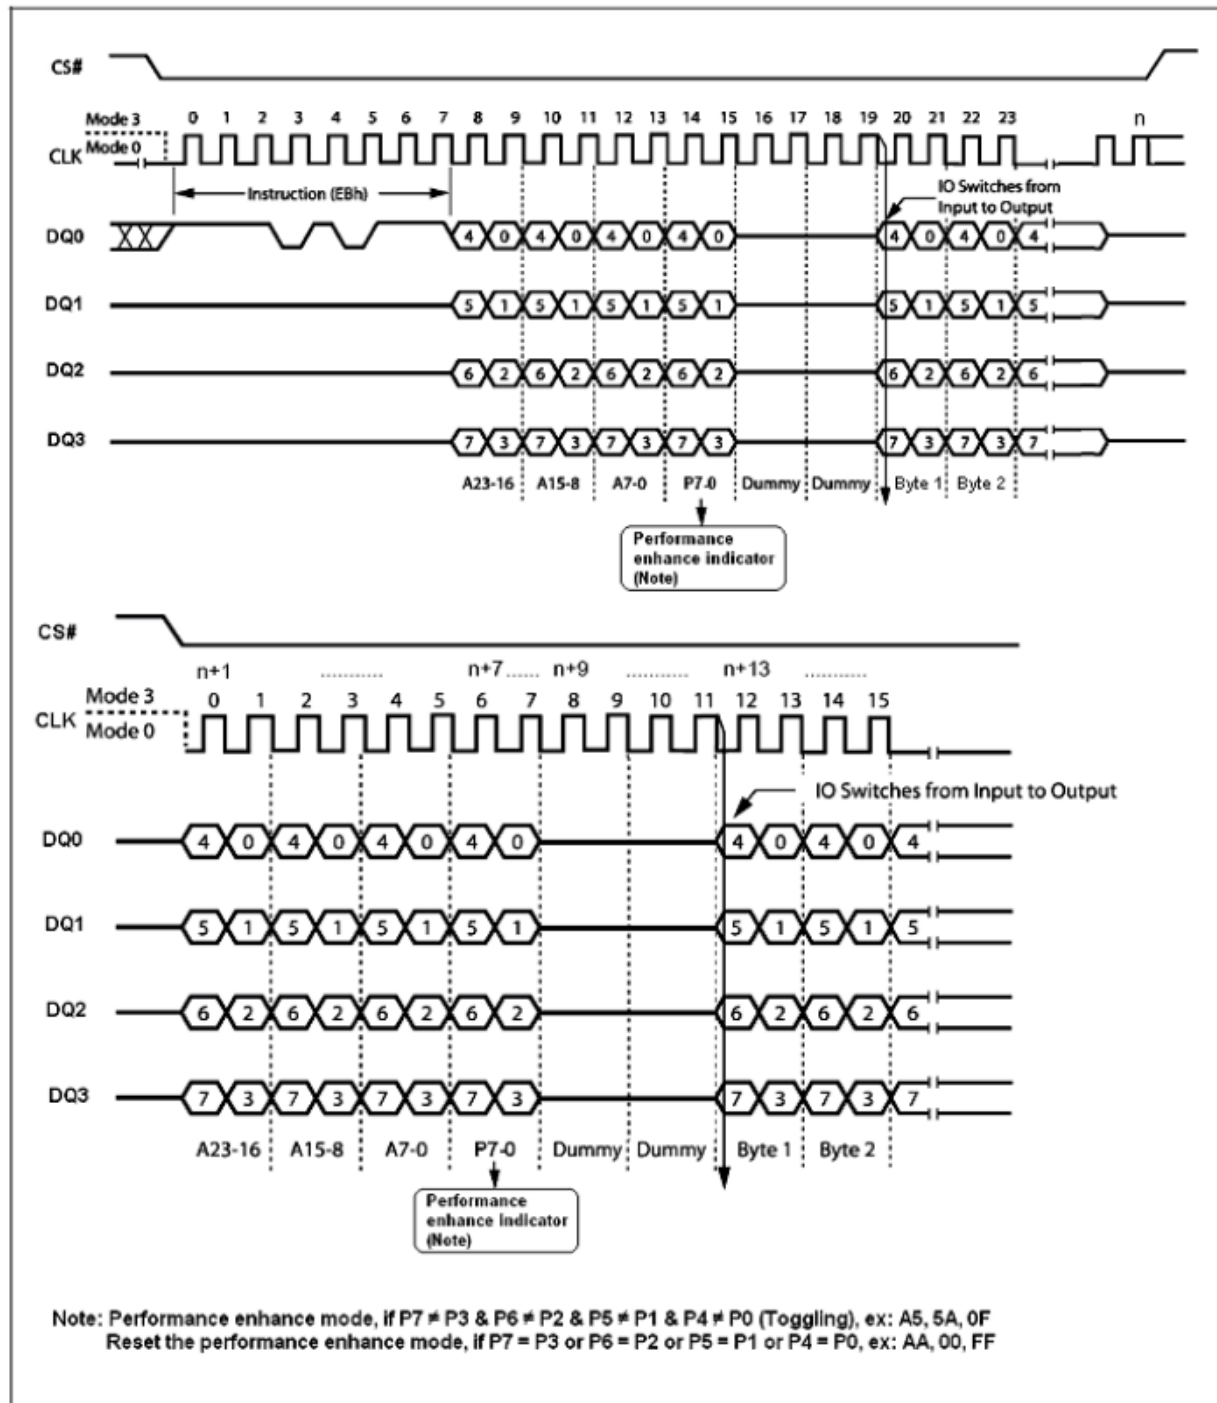 CS#
Mode 3
0 1 2 3 4 5 6 7 8 9 10 11 12 13 14 15 16 17 18 19 20 21 22 23 n
CLK Mode 0
Instruction (EBh)
IO Switches from
Input to Output
DQ0 4 0 4 0 4 0 4 0 4 0 4 0 4
DQ1 5 1 5 1 5 1 5 1 5 1 5 1 5
DQ2 6 2 6 2 6 2 6 2 6 2 6 2 6
DQ3 7 3 7 3 7 3 7 3 7 3 7 3 7
A23-16 A15-8 A7-0 P7-0 Dummy Dummy Byte 1 Byte 2
Performance
enhance indicator
(Note)
CS#
n+1 ........... n+7 ...... n+9 ........... n+13 ...........
Mode 3 0 1 2 3 4 5 6 7 8 9 10 11 12 13 14 15
CLK
Mode 0
IO Switches from Input to Output
DQ0 4 0 4 0 4 0 4 0 4 0 4 0 4
DQ1 5 1 5 1 5 1 5 1 5 1 5 1 5
DQ2 6 2 6 2 6 2 6 2 6 2 6 2 6
DQ3 7 3 7 3 7 3 7 3 7 3 7 3 7
A23-16 A15-8 A7-0 P7-0 Dummy Dummy Byte 1 Byte 2
Performance
enhance indicator
(Note)
Note: Performance enhance mode, if P7 ≠ P3 & P6 ≠ P2 & P5 ≠ P1 & P4 ≠ P0 (Toggling), ex: A5, 5A, 0F
Reset the performance enhance mode, if P7 = P3 or P6 = P2 or P5 = P1 or P4 = P0, ex: AA, 00, FF